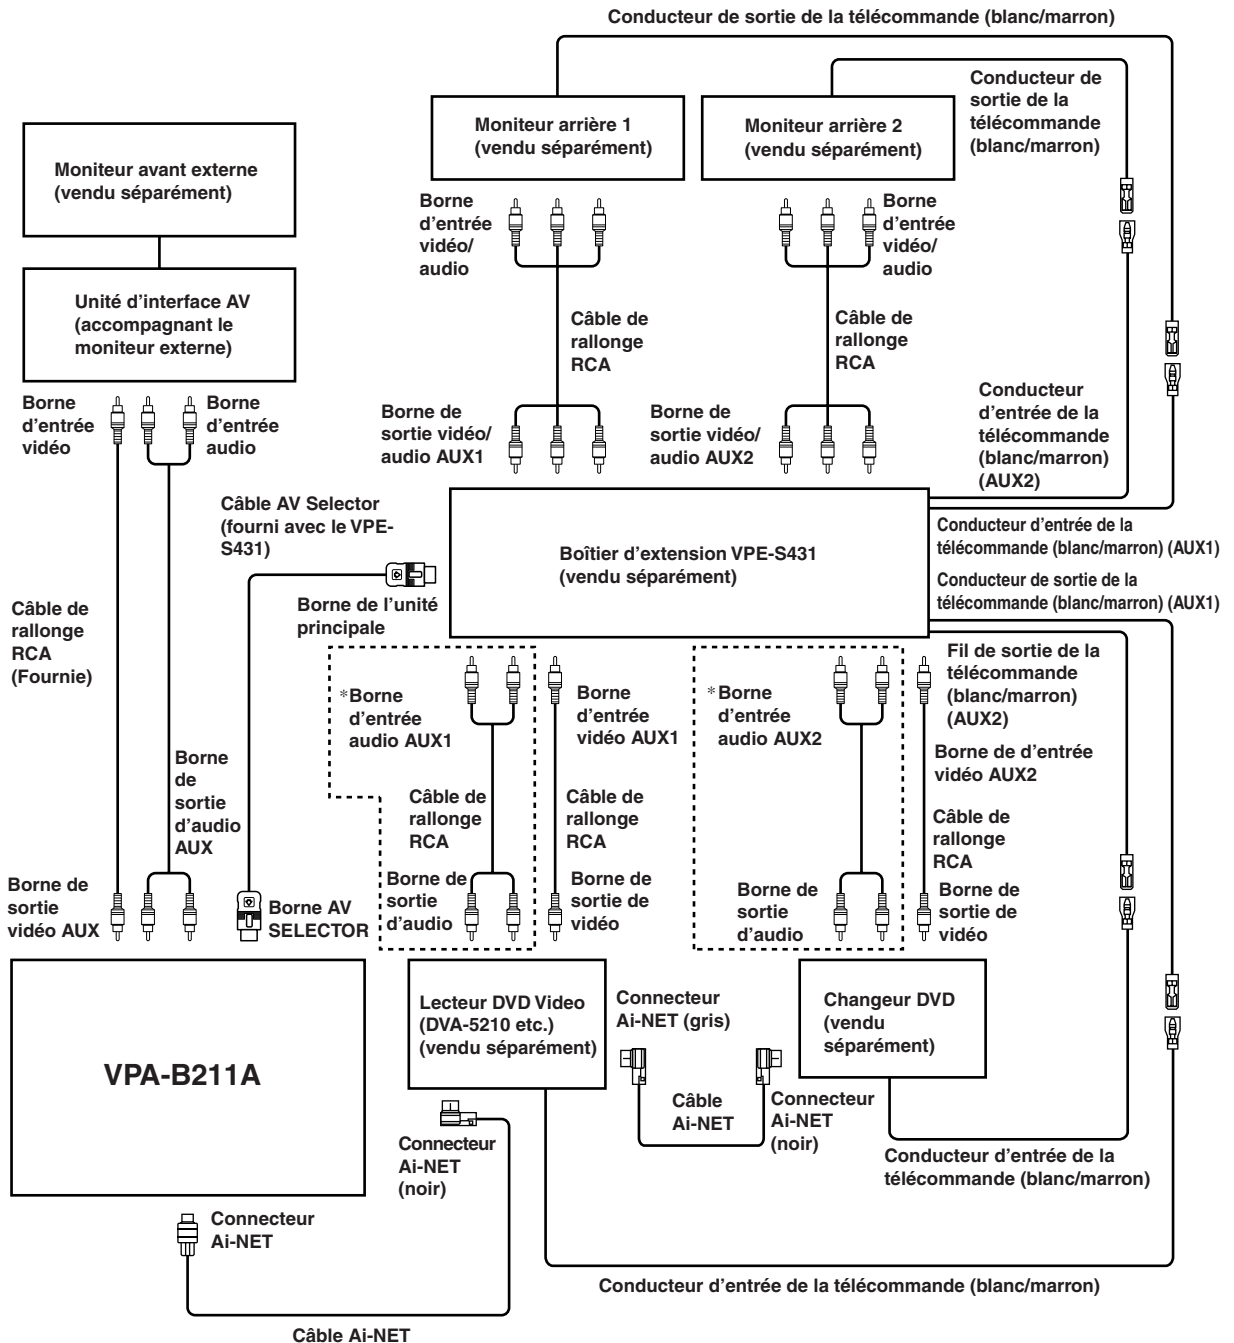 Conducteur de sortie de la télécommande (blanc/marron)
Conducteur de
sortie de la
télécommande
(blanc/marron)
Moniteur arrière 1
(vendu séparément)
Moniteur arrière 2
(vendu séparément)
Moniteur avant externe
(vendu séparément)
Borne
d'entrée
vidéo/
audio
Borne
d'entrée
vidéo/
audio
Unité d'interface AV
(accompagnant le
moniteur externe)
Câble de
rallonge
RCA
Câble de
rallonge
RCA
Borne
d'entrée
vidéo
Borne
d'entrée
audio
Borne de
sortie vidéo/
audio AUX1
Borne de
sortie vidéo/
audio AUX2
Conducteur
d'entrée de la
télécommande
(blanc/marron)
(AUX2)
Câble AV Selector
(fourni avec le VPE-
S431)
Boîtier d'extension VPE-S431
(vendu séparément)
Conducteur d'entrée de la
télécommande (blanc/marron) (AUX1)
Conducteur de sortie de la
télécommande (blanc/marron) (AUX1)
Borne de l'unité
principale
Câble de
rallonge
RCA
(Fournie)
Fil de sortie de la
télécommande
(blanc/marron)
(AUX2)
*Borne
d'entrée
audio AUX1
Borne
d'entrée
vidéo AUX1
*Borne
d'entrée
audio AUX2
Borne de d'entrée
vidéo AUX2
Borne
de
sortie
d'audio
AUX
Câble de
rallonge
RCA
Câble de
rallonge
RCA
Câble de
rallonge
RCA
Borne de
sortie
vidéo AUX
Borne AV
SELECTOR
Borne de
sortie
d'audio
Borne de
sortie de
vidéo
Borne de
sortie
d'audio
Borne de
sortie de
vidéo
VPA-B211A
Lecteur DVD Video
(DVA-5210 etc.)
(vendu séparément)
Connecteur
Ai-NET (gris)
Changeur DVD
(vendu
séparément)
Câble
Ai-NET
Connecteur
Ai-NET
(noir)
Connecteur
Ai-NET
(noir)
Conducteur d'entrée de la
télécommande (blanc/marron)
Connecteur
Ai-NET
Conducteur d'entrée de la télécommande (blanc/marron)
Câble Ai-NET